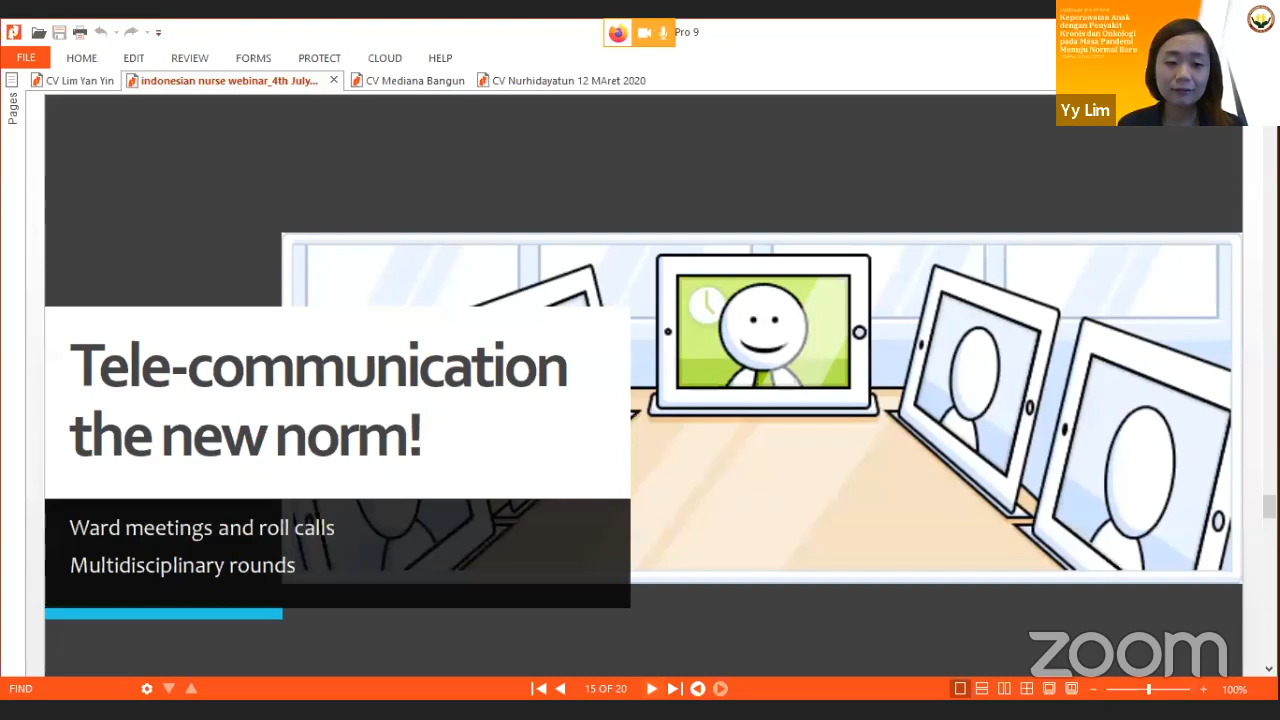 Pro 9
FILE
HOME
EDIT
REVIEW
FORMS
PROTECT
CLOUD
HELP
CV Lim Yan Yin
indonesian nurse webinar_4th July...
CV Mediana Bangun
CV Nurhidayatun 12 MAret 2020
Pages
Keperawatan Anak
dengan Penyakit
Kronis dan Onkologi
pada Masa Pandemi
Menuju Normal Baru
Yy Lim
Tele-communication
the new norm!
Ward meetings and roll calls
Multidisciplinary rounds
zoom
FIND
15 OF 20
100%